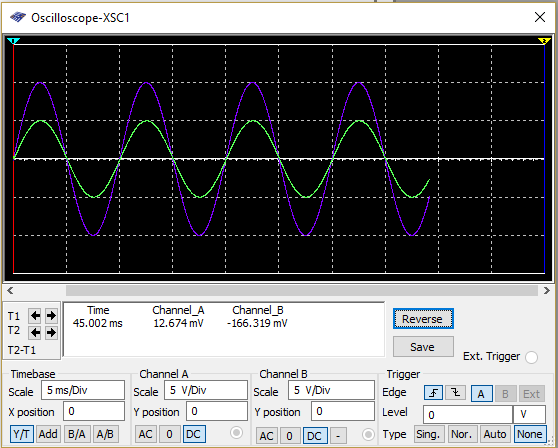 Oscilloscope-XSC1
1 2
T1
T2
T2-T1
Time Channel_A Channel_B
45.002 ms 12.674 mV -166.319 mV
Reverse
Save
Ext. Trigger
Timebase
Scale 5 ms/Div
X position 0
Y/T Add B/A A/B
Channel A
Scale 5 V/Div
Y position 0
AC 0 DC
Channel B
Scale 5 V/Div
Y position 0
AC 0 DC -
Trigger
Edge A B Ext
Level 0 V
Type Sing. Nor. Auto None